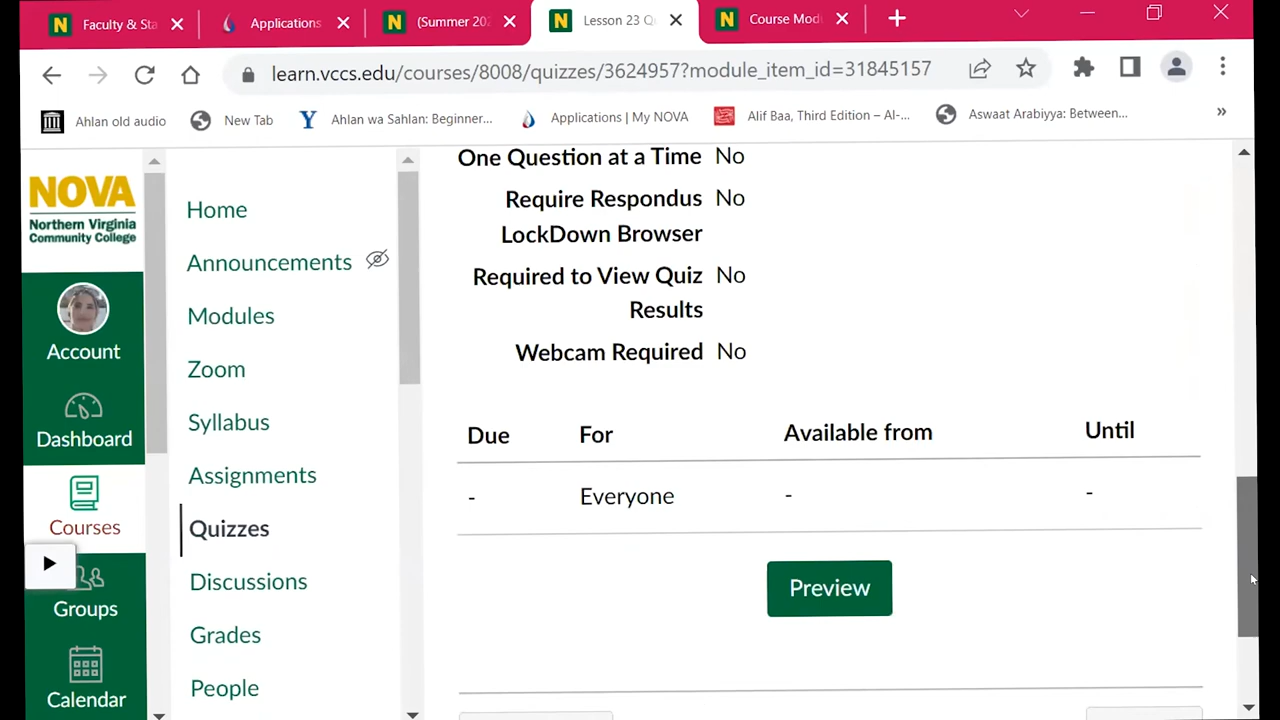 Faculty & Sta
Applications
(Summer 202
Lesson 23 Q
Course Mod
learn.vccs.edu/courses/8008/quizzes/3624957?module_item_id=31845157
Ahlan old audio
New Tab
Ahlan wa Sahlan: Beginner...
Applications | My NOVA
Alif Baa, Third Edition – Al-...
Aswaat Arabiyya: Between...
»
NOVA
Northern Virginia
Community College
Account
Dashboard
Courses
Groups
Calendar
Home
Announcements
Modules
Zoom
Syllabus
Assignments
Quizzes
Discussions
Grades
People
One Question at a Time No
Require Respondus No
LockDown Browser
Required to View Quiz No
Results
Webcam Required No
Due For Available from Until
- Everyone - -
Preview